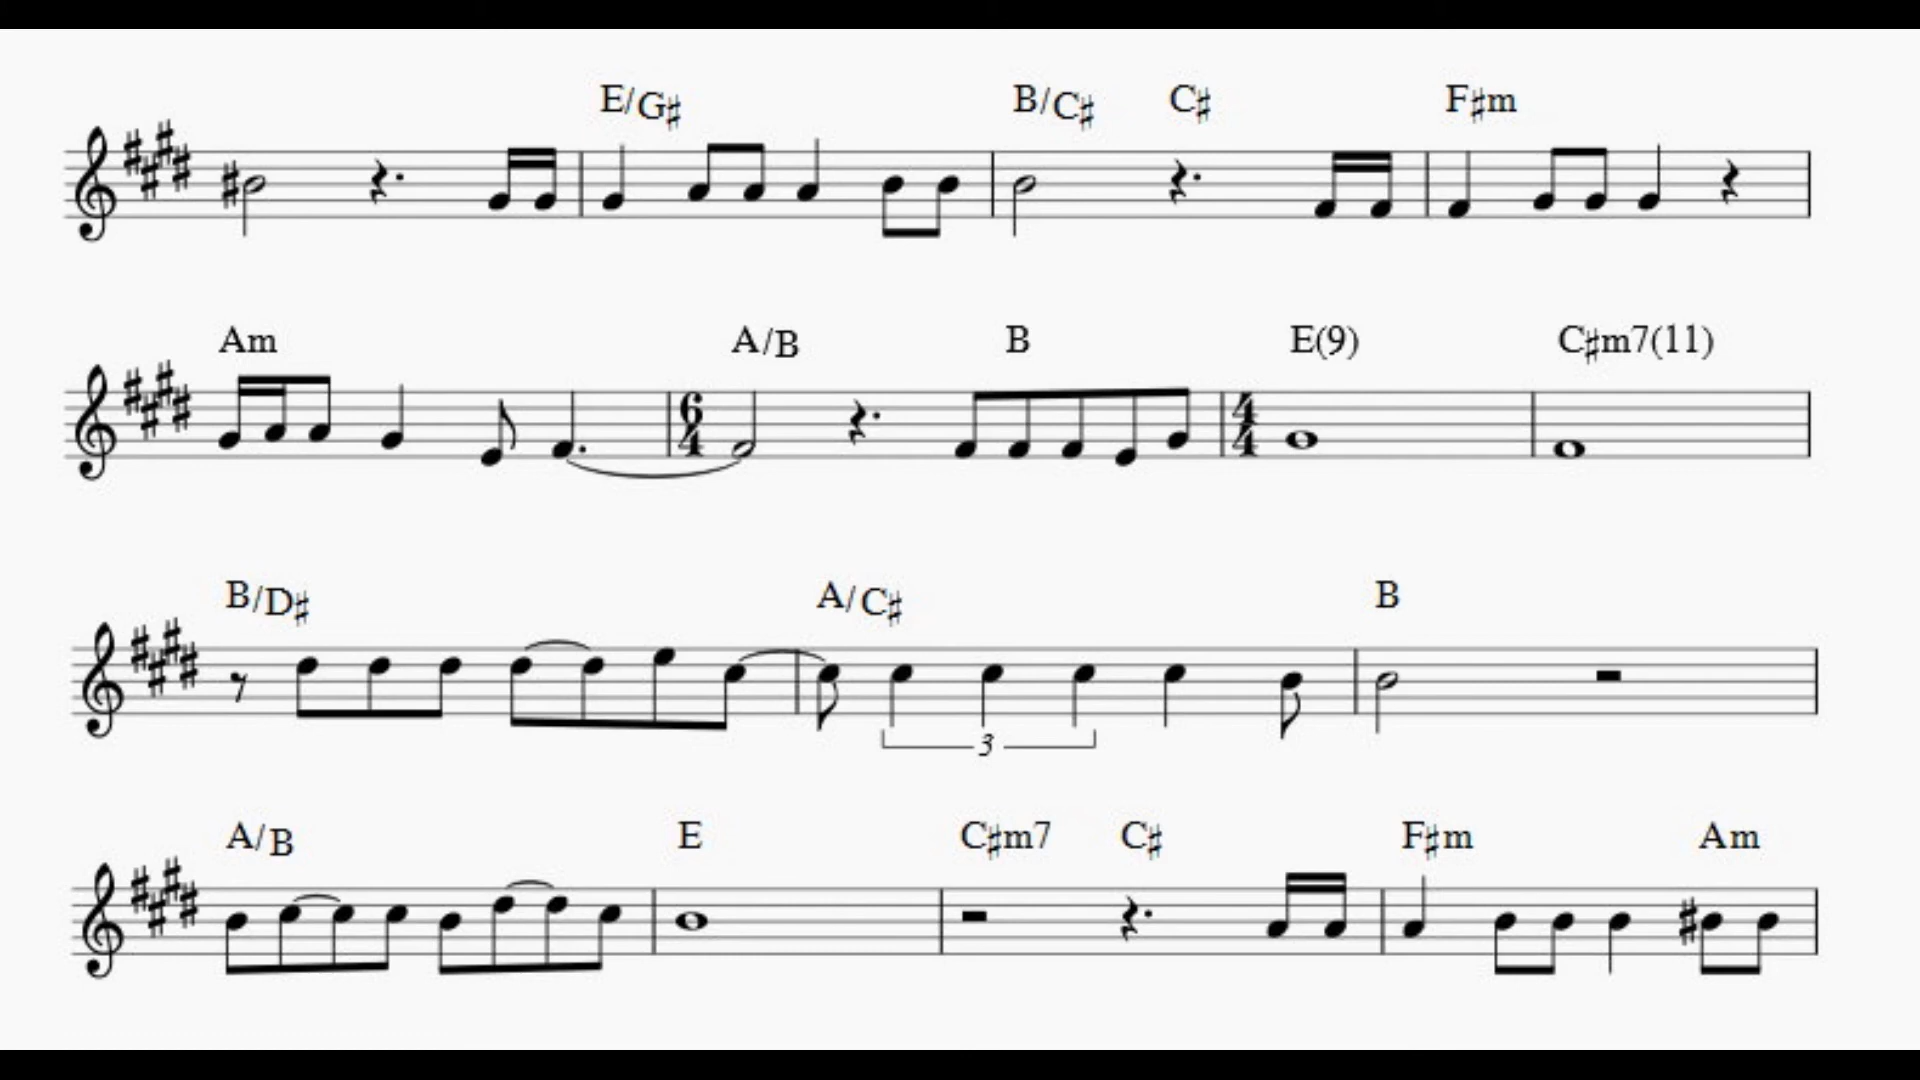 E/G♯ B/C♯ C♯ F♯m
Am A/B B E(9) C♯m7(11)
6/4 4/4
B/D♯ A/C♯ B
3
A/B E C♯m7 C♯ F♯m Am